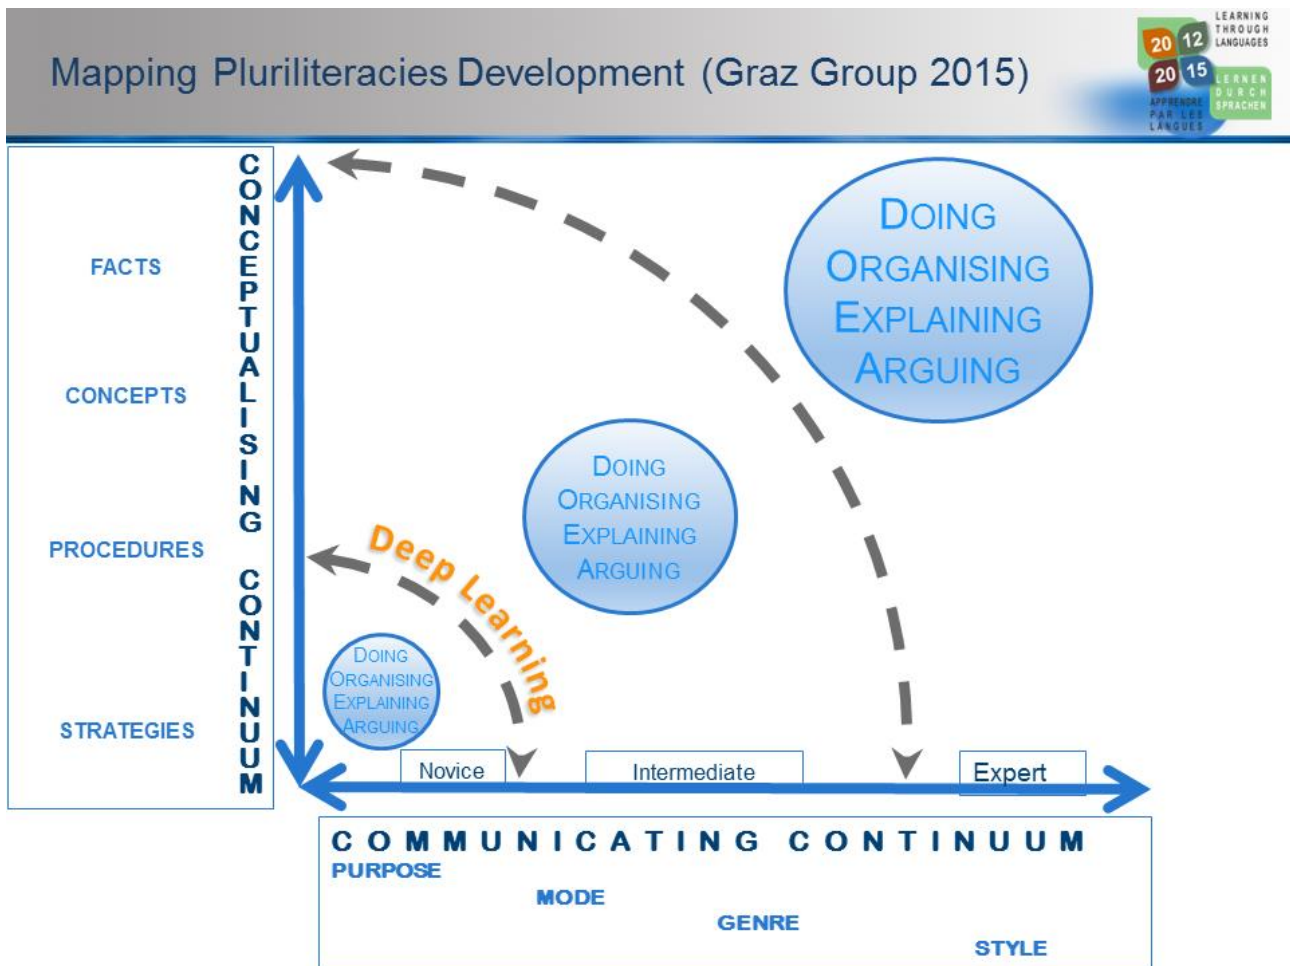 Mapping Pluriliteracies Development (Graz Group 2015)
20 12
20 15
LEARNING
THROUGH
LANGUAGES
LERNEN
DURCH
SPRACHEN
APPRENDRE
PAR LES
LANGUES
CONCEPTUALISING CONTINUUM
FACTS
CONCEPTS
PROCEDURES
STRATEGIES
DOING
ORGANISING
EXPLAINING
ARGUING
DOING
ORGANISING
EXPLAINING
ARGUING
Deep Learning
DOING
ORGANISING
EXPLAINING
ARGUING
Novice
Intermediate
Expert
COMMUNICATING CONTINUUM
PURPOSE
MODE
GENRE
STYLE